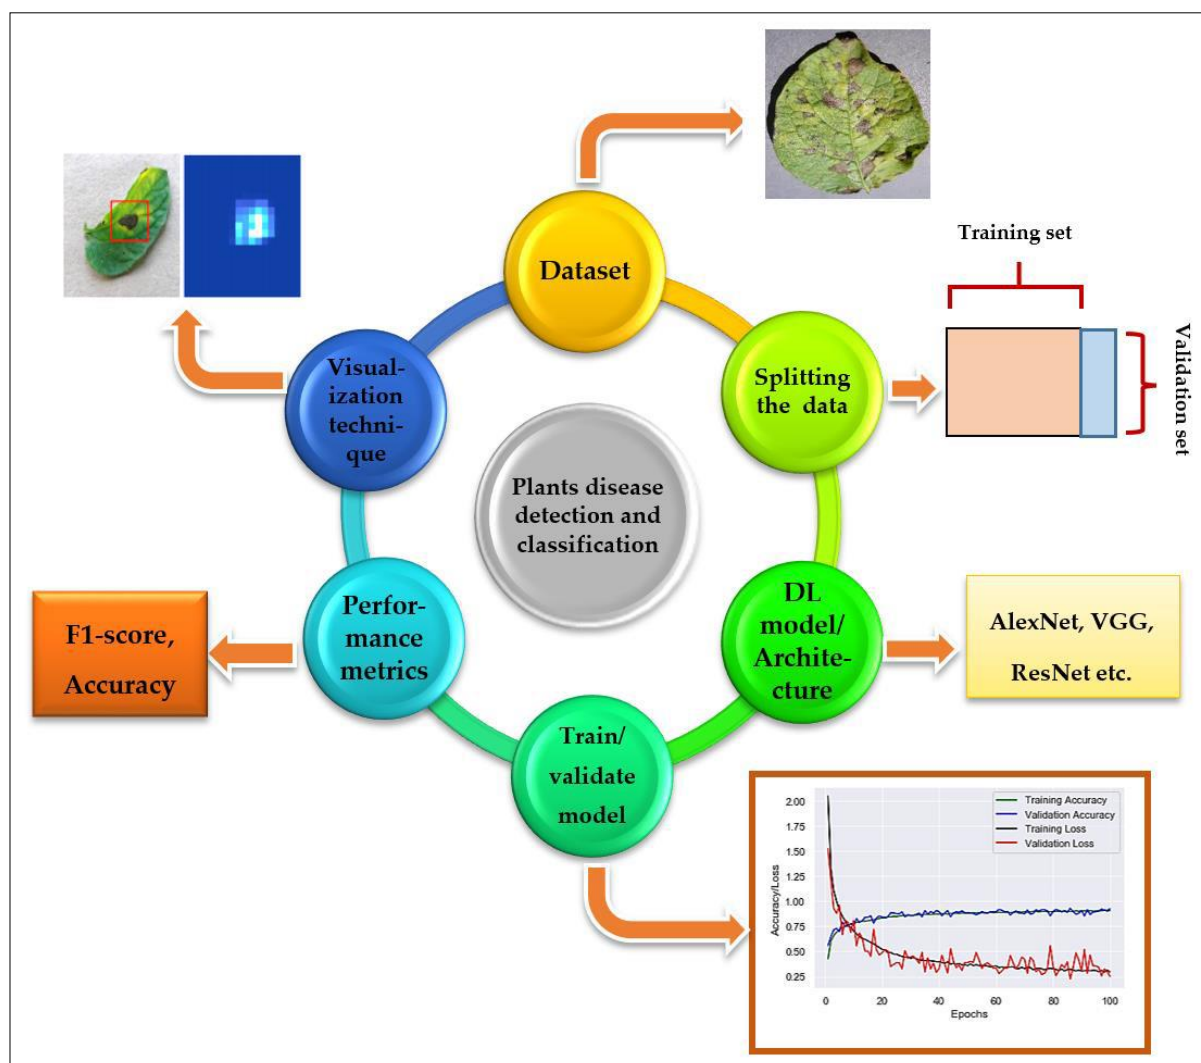 Dataset
Training set
Validation set
Splitting
the data
Visual-
ization
techni-
que
Plants disease
detection and
classification
DL
model/
Archite-
cture
AlexNet, VGG,
ResNet etc.
Perfor-
mance
metrics
F1-score,
Accuracy
Train/
validate
model
Training Accuracy
Validation Accuracy
Training Loss
Validation Loss
Accuracy/Loss
2.00
1.75
1.50
1.25
1.00
0.75
0.50
0.25
0
20
40
60
80
100
Epochs